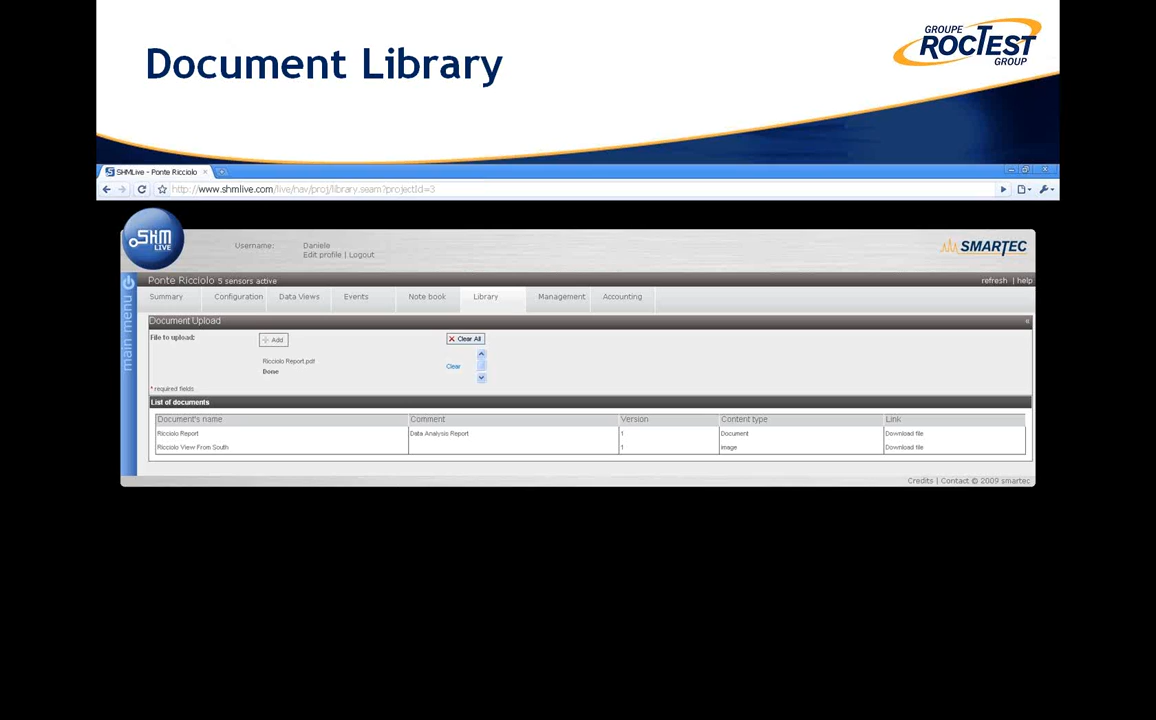 Document Library
GROUPE
ROCTEST
GROUP
SHMLive - Ponte Ricciolo
http://www.shmlive.com/live/nav/proj/library.seam?projectId=3
SHM
LIVE
Username: Daniele
Edit profile | Logout
SMARTEC
Ponte Ricciolo 5 sensors active refresh | help
main menu
Summary Configuration Data Views Events Note book Library Management Accounting
Document Upload
File to upload: Add Clear All
Ricciolo Report.pdf Clear
Done
* required fields
List of documents
Document's name Comment Version Content type Link
Ricciolo Report Data Analysis Report 1 Document Download file
Ricciolo View From South 1 Image Download file
Credits | Contact © 2009 smartec